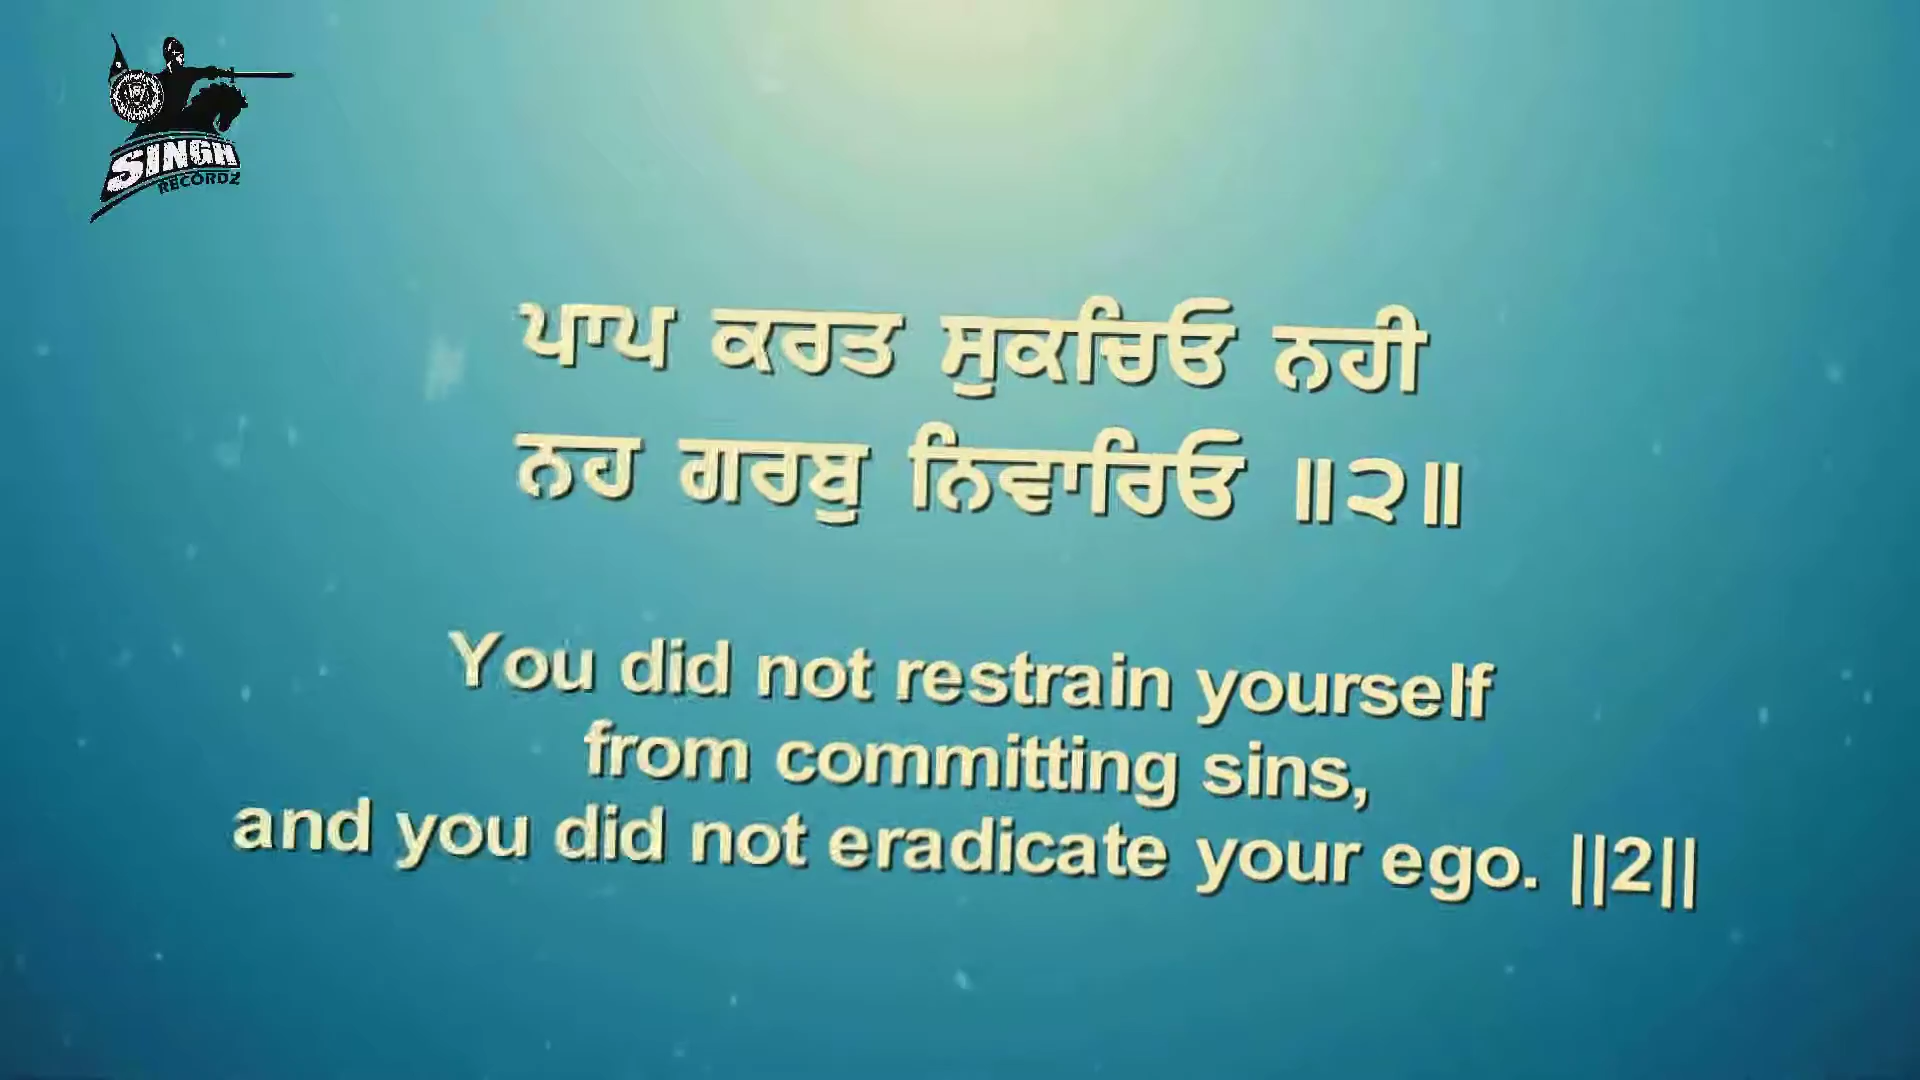 SINGH
RECORDZ
ਪਾਪ ਕਰਤ ਸੁਕਚਿਓ ਨਹੀ
ਨਹ ਗਰਬੁ ਨਿਵਾਰਿਓ ॥੨॥
You did not restrain yourself
from committing sins,
and you did not eradicate your ego. ||2||